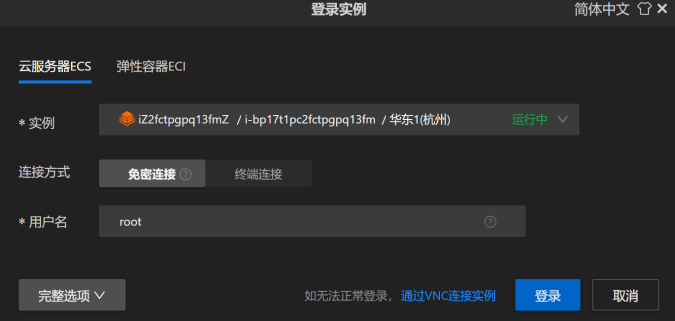 登录实例 简体中文
云服务器ECS 弹性容器ECI
* 实例 iZ2fctpgpq13fmZ / i-bp17t1pc2fctpgpq13fm / 华东1(杭州) 运行中
连接方式 免密连接 ? 终端连接
* 用户名 root ?
完整选项 如无法正常登录，通过VNC连接实例 登录 取消